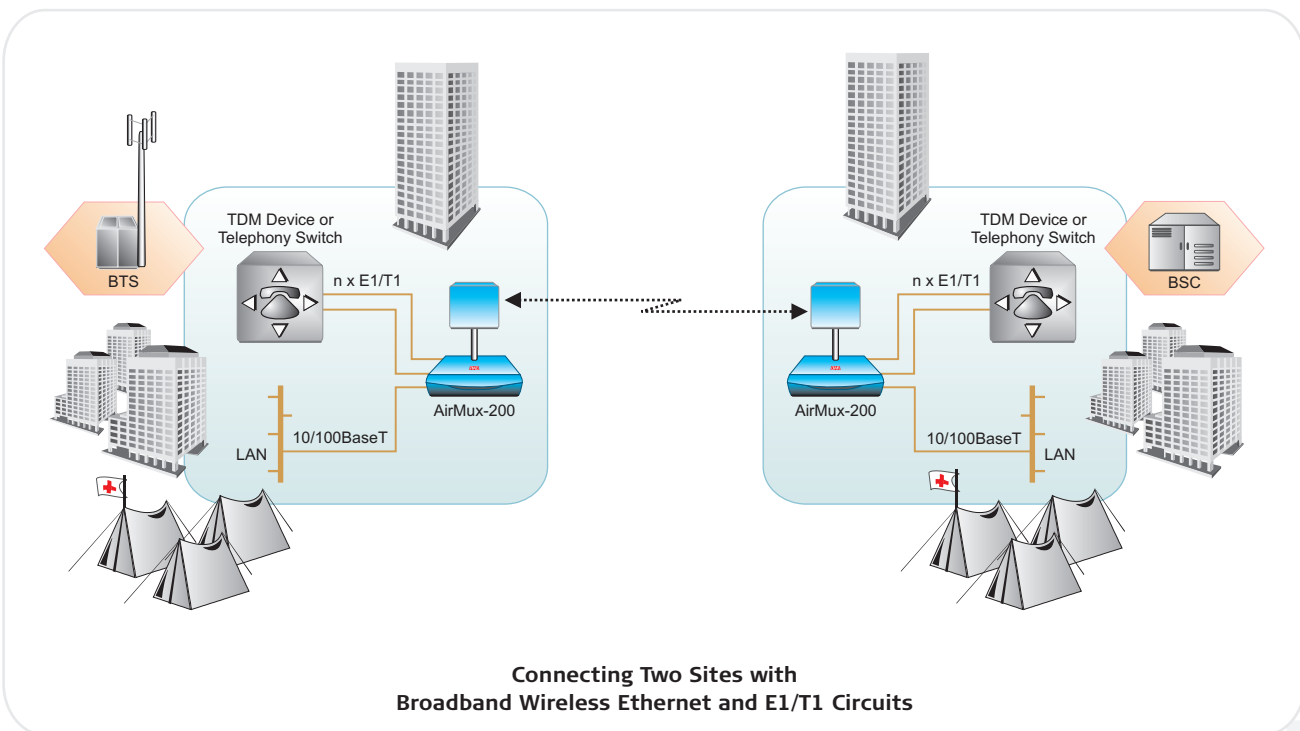 TDM Device or
Telephony Switch
BTS
n x E1/T1
AirMux-200
10/100BaseT
LAN
TDM Device or
Telephony Switch
BSC
n x E1/T1
AirMux-200
10/100BaseT
LAN
Connecting Two Sites with
Broadband Wireless Ethernet and E1/T1 Circuits